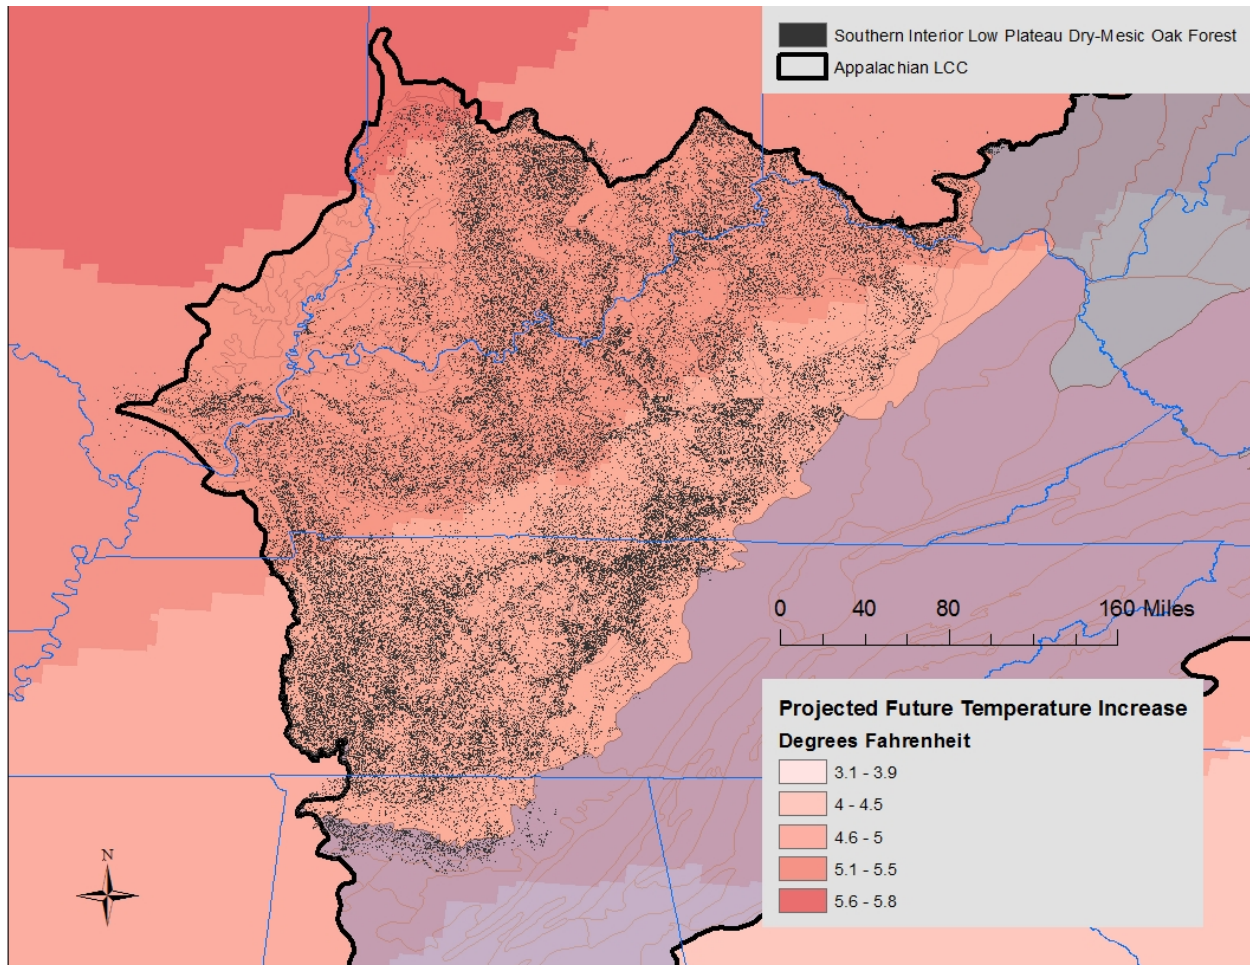 Southern Interior Low Plateau Dry-Mesic Oak Forest
Appalachian LCC
0 40 80 160 Miles
Projected Future Temperature Increase
Degrees Fahrenheit
3.1 - 3.9
4 - 4.5
4.6 - 5
5.1 - 5.5
5.6 - 5.8
N